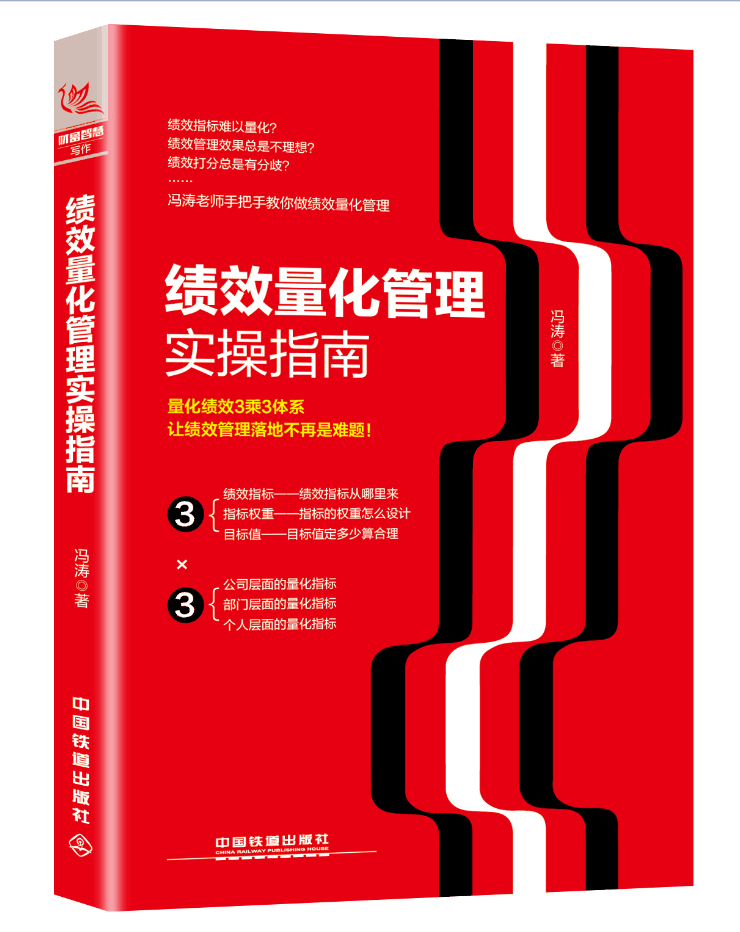 财富智慧
写作
绩效量化管理实操指南
冯涛◎著
中国铁道出版社
绩效指标难以量化?
绩效管理效果总是不理想?
绩效打分总是有分歧?
……
冯涛老师手把手教你做绩效量化管理
绩效量化管理
实操指南
冯涛◎著
量化绩效3乘3体系
让绩效管理落地不再是难题!
3
绩效指标——绩效指标从哪里来
指标权重——指标的权重怎么设计
目标值——目标值定多少算合理
×
3
公司层面的量化指标
部门层面的量化指标
个人层面的量化指标
中国铁道出版社
CHINA RAILWAY PUBLISHING HOUSE